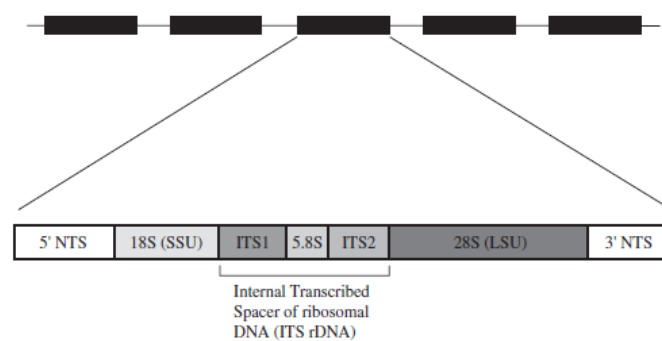 5' NTS 18S (SSU) ITS1 5.8S ITS2 28S (LSU) 3' NTS
Internal Transcribed
Spacer of ribosomal
DNA (ITS rDNA)